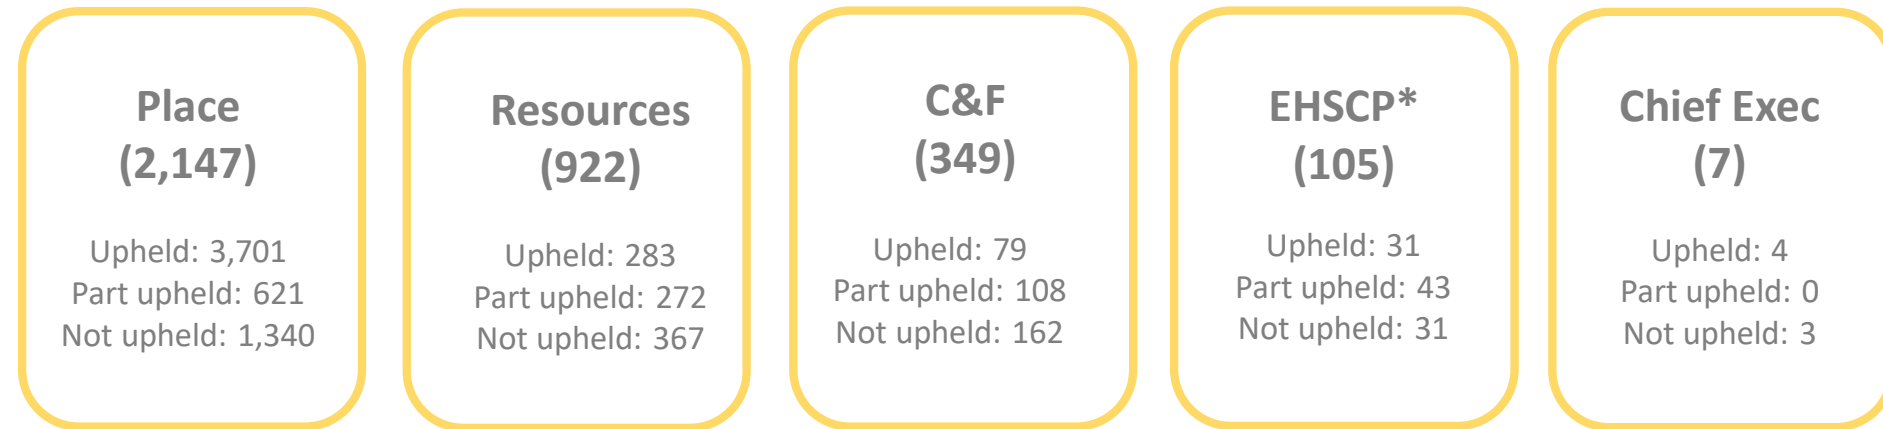 Place
(2,147)
Upheld: 3,701
Part upheld: 621
Not upheld: 1,340
Resources
(922)
Upheld: 283
Part upheld: 272
Not upheld: 367
C&F
(349)
Upheld: 79
Part upheld: 108
Not upheld: 162
EHSCP*
(105)
Upheld: 31
Part upheld: 43
Not upheld: 31
Chief Exec
(7)
Upheld: 4
Part upheld: 0
Not upheld: 3